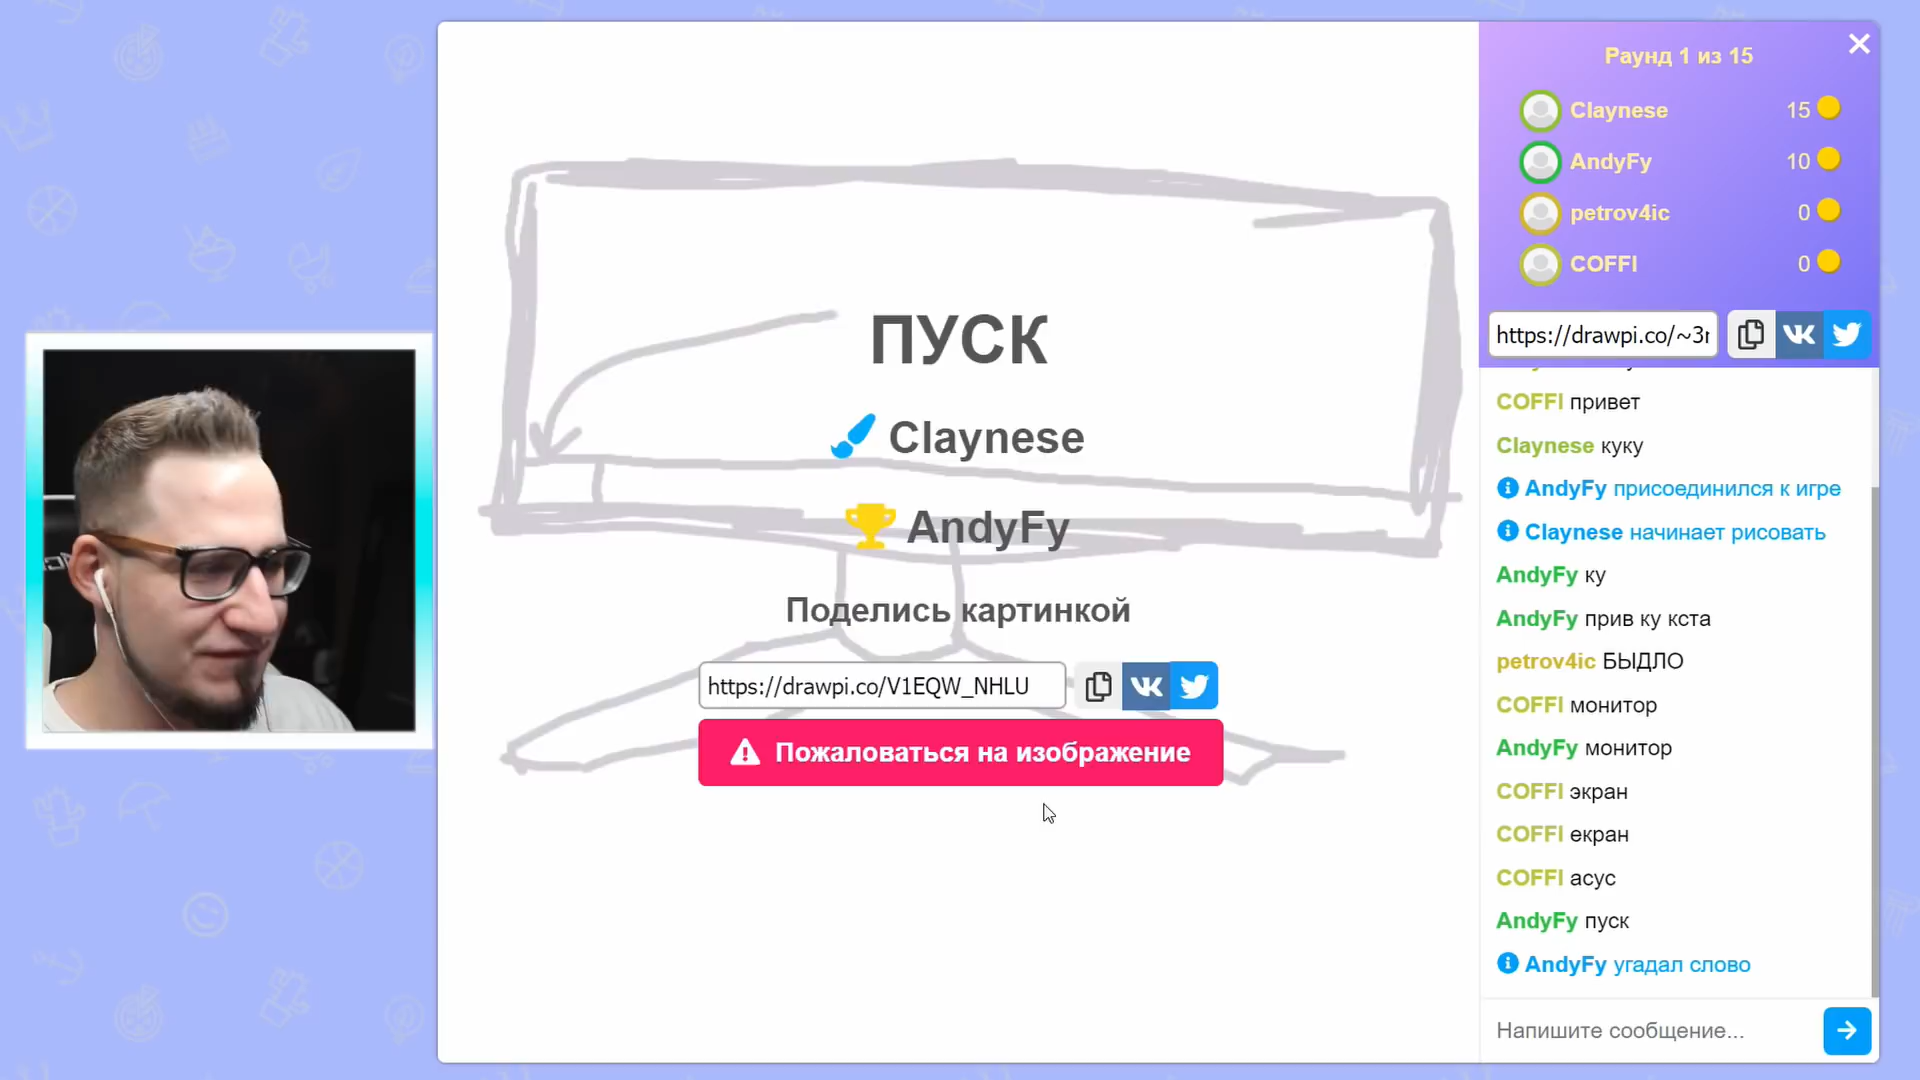 Раунд 1 из 15
Claynese 15
AndyFy 10
petrov4ic 0
COFFI 0
https://drawpi.co/~3r
ПУСК
Claynese
AndyFy
Поделись картинкой
https://drawpi.co/V1EQW_NHLU
Пожаловаться на изображение
COFFI привет
Claynese куку
AndyFy присоединился к игре
Claynese начинает рисовать
AndyFy ку
AndyFy прив ку кста
petrov4ic БЫДЛО
COFFI монитор
AndyFy монитор
COFFI экран
COFFI екран
COFFI асус
AndyFy пуск
AndyFy угадал слово
Напишите сообщение...